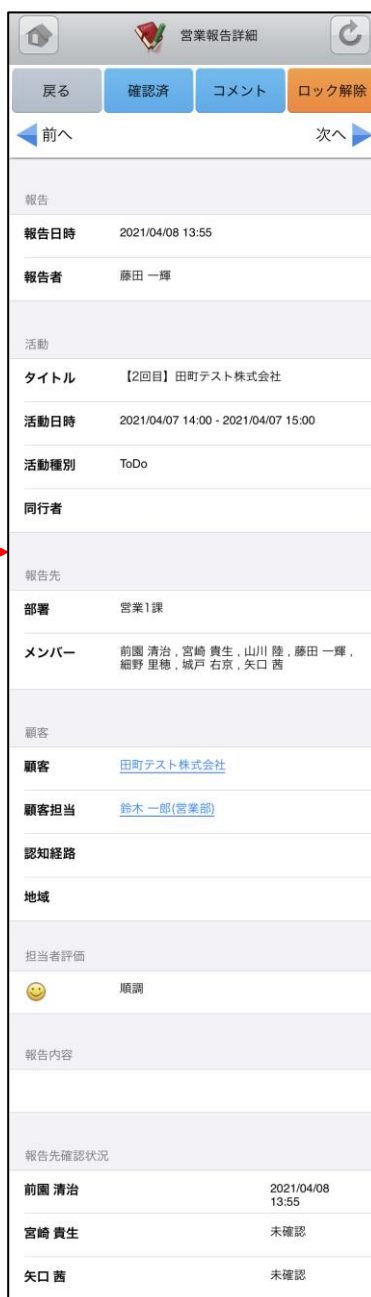 営業報告詳細
戻る 確認済 コメント ロック解除
前へ 次へ
報告
報告日時 2021/04/08 13:55
報告者 藤田 一輝
活動
タイトル 【2回目】田町テスト株式会社
活動日時 2021/04/07 14:00 - 2021/04/07 15:00
活動種別 ToDo
同行者
報告先
部署 営業1課
メンバー 前園 清治 , 宮崎 貴生 , 山川 陸 , 藤田 一輝 ,
細野 里穂 , 城戸 右京 , 矢口 茜
顧客
顧客 田町テスト株式会社
顧客担当 鈴木 一郎(営業部)
認知経路
地域
担当者評価
順調
報告内容
報告先確認状況
前園 清治 2021/04/08
13:55
宮崎 貴生 未確認
矢口 茜 未確認